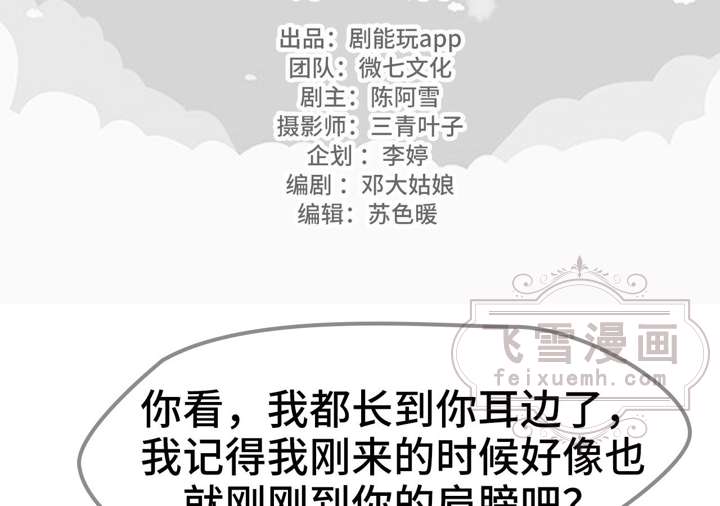 出品：剧能玩app
团队：微七文化
剧主：陈阿雪
摄影师：三青叶子
企划：李婷
编剧：邓大姑娘
编辑：苏色暖
飞雪漫画
feixuemh.com
你看，我都长到你耳边了，
我记得我刚来的时候好像也
就刚刚到你的肩膀吧？